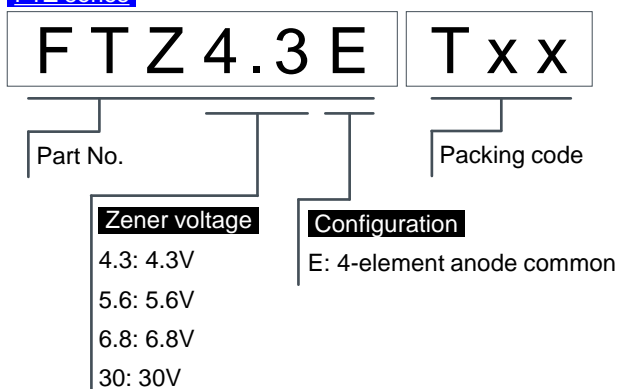 FTZ4.3E Txx
Part No.
Packing code
Zener voltage
4.3: 4.3V
5.6: 5.6V
6.8: 6.8V
30: 30V
Configuration
E: 4-element anode common